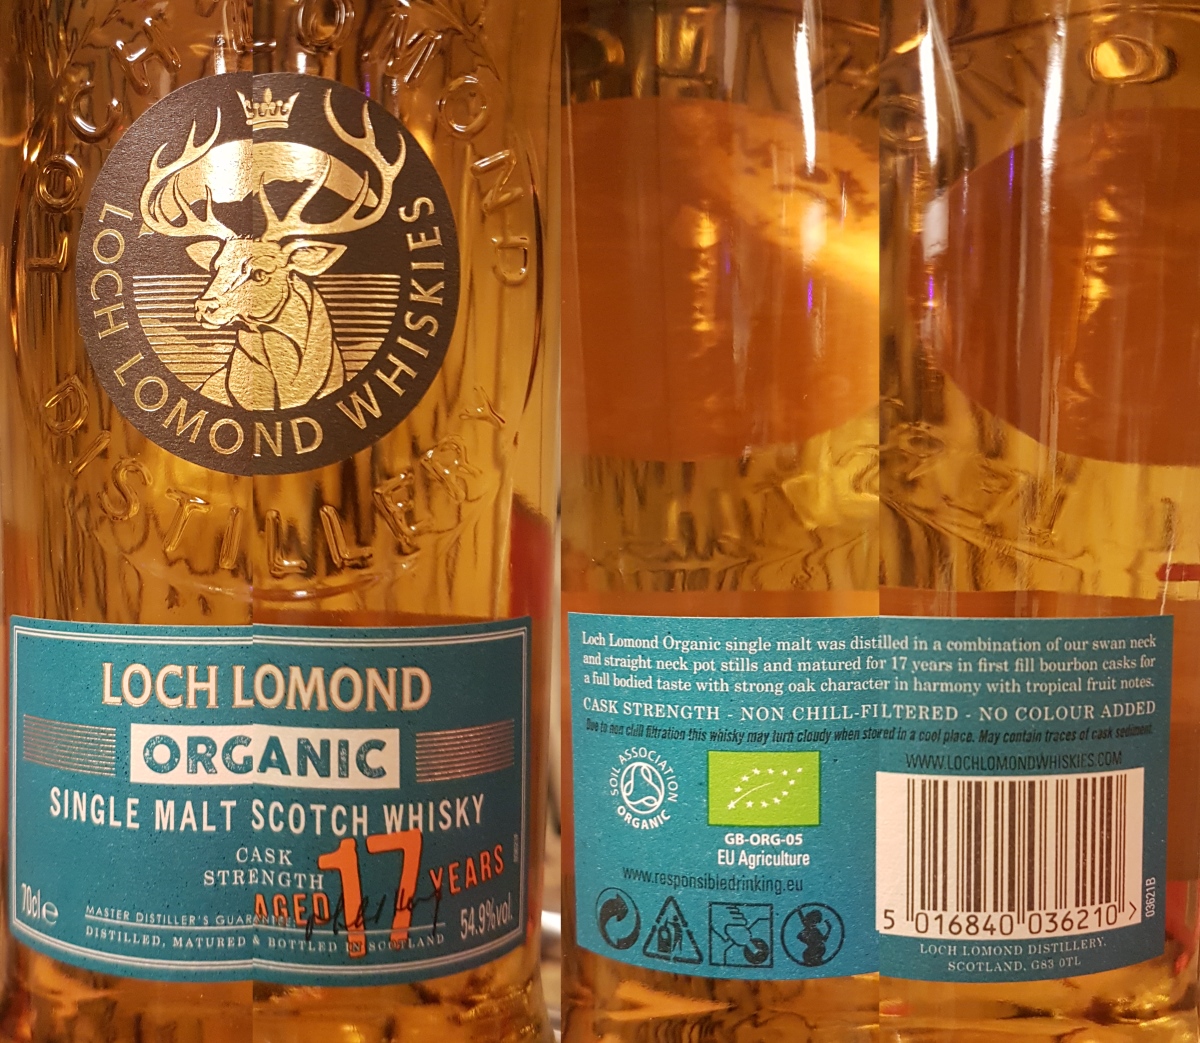 LOCH LOMOND
DISTILLERY
LOCH LOMOND WHISKIES
LOCH LOMOND
ORGANIC
SINGLE MALT SCOTCH WHISKY
CASK
STRENGTH
AGED 17 YEARS
70cl e
MASTER DISTILLER'S GUARANTEE
54.9%vol.
DISTILLED, MATURED & BOTTLED IN SCOTLAND
Loch Lomond Organic single malt was distilled in a combination of our swan neck
and straight neck pot stills and matured for 17 years in first fill bourbon casks for
a full bodied taste with strong oak character in harmony with tropical fruit notes.
CASK STRENGTH - NON CHILL-FILTERED - NO COLOUR ADDED
Due to non chill filtration this whisky may turn cloudy when stored in a cool place. May contain traces of cask sediment.
WWW.LOCHLOMONDWHISKIES.COM
SOIL ASSOCIATION
ORGANIC
GB-ORG-05
EU Agriculture
www.responsibledrinking.eu
5 016840 036210 >
03621B
LOCH LOMOND DISTILLERY,
SCOTLAND, G83 0TL